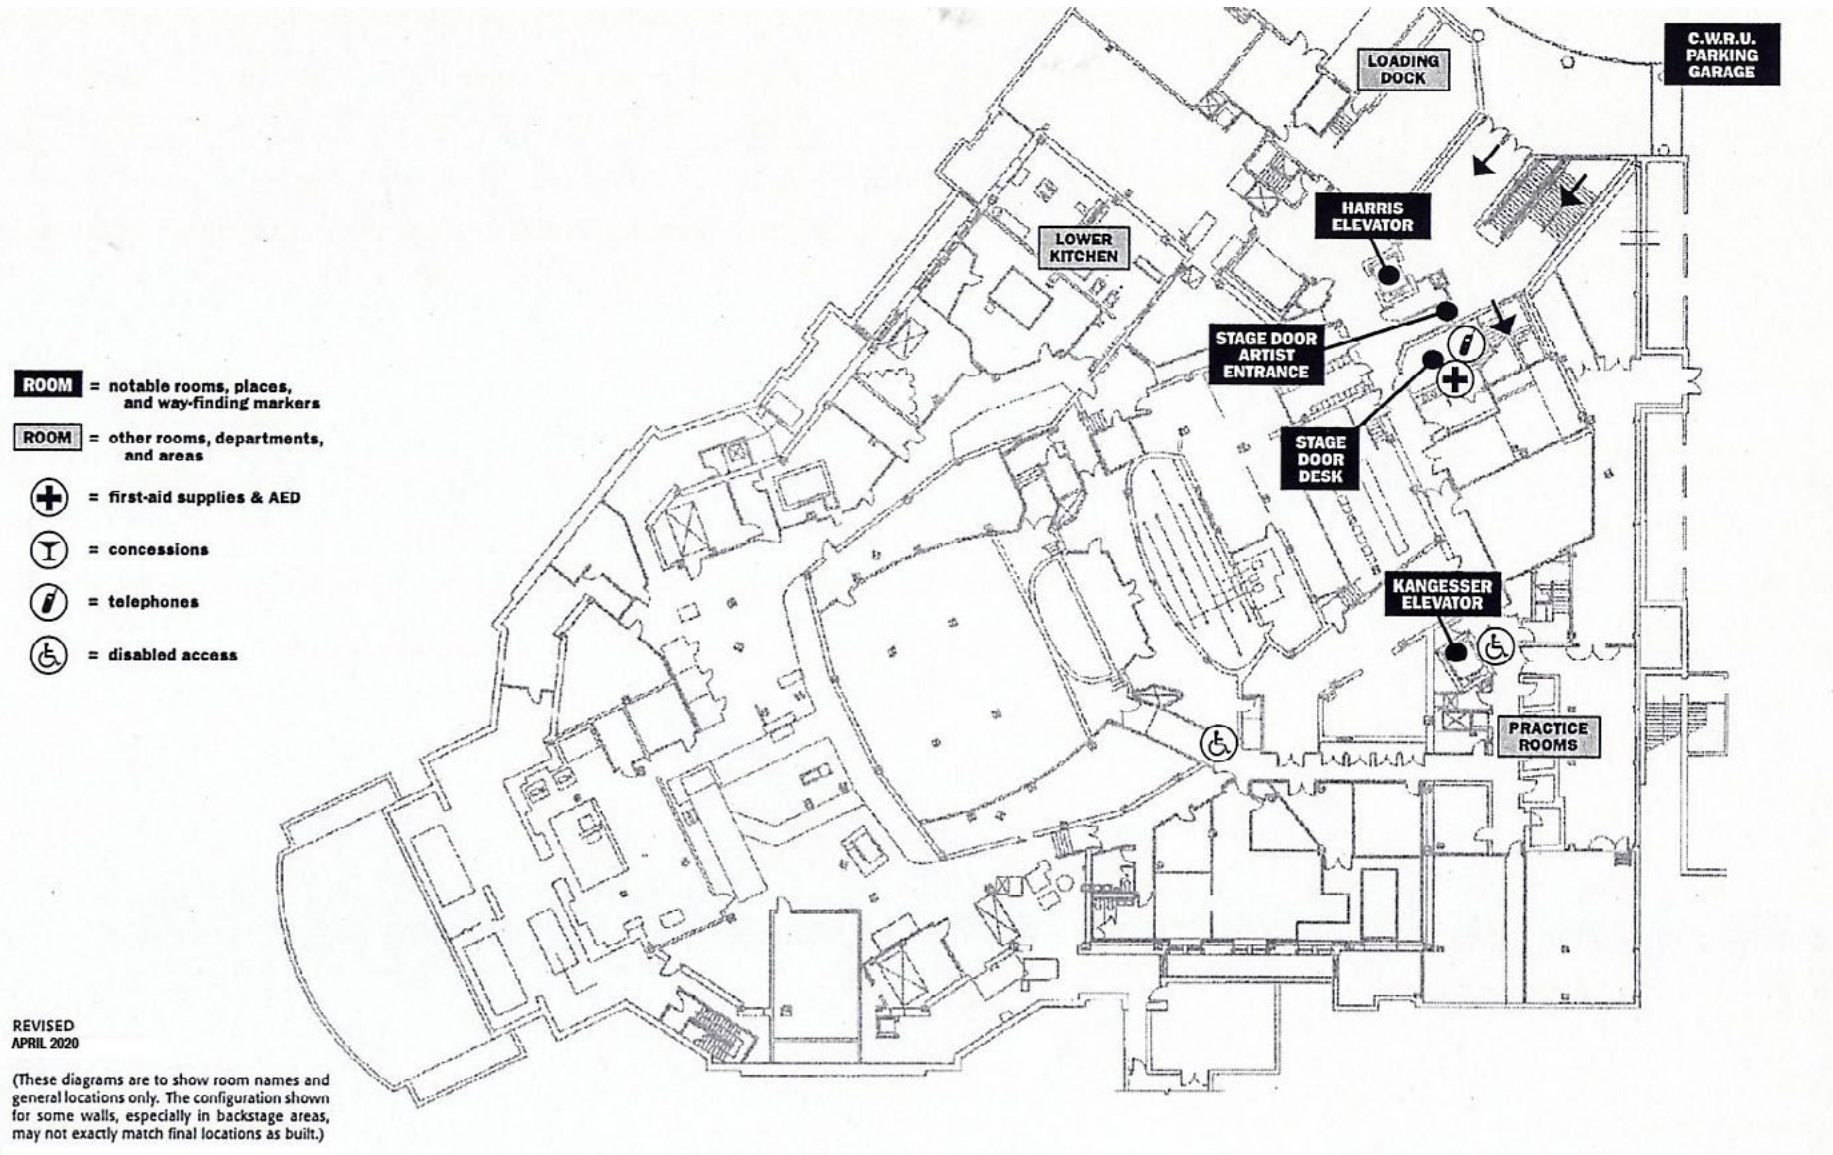 C.W.R.U.
PARKING
GARAGE
LOADING
DOCK
HARRIS
ELEVATOR
LOWER
KITCHEN
STAGE DOOR
ARTIST
ENTRANCE
STAGE
DOOR
DESK
KANGESSER
ELEVATOR
PRACTICE
ROOMS
ROOM = notable rooms, places,
and way-finding markers
ROOM = other rooms, departments,
and areas
= first-aid supplies & AED
= concessions
= telephones
= disabled access
REVISED
APRIL 2020
(These diagrams are to show room names and
general locations only. The configuration shown
for some walls, especially in backstage areas,
may not exactly match final locations as built.)